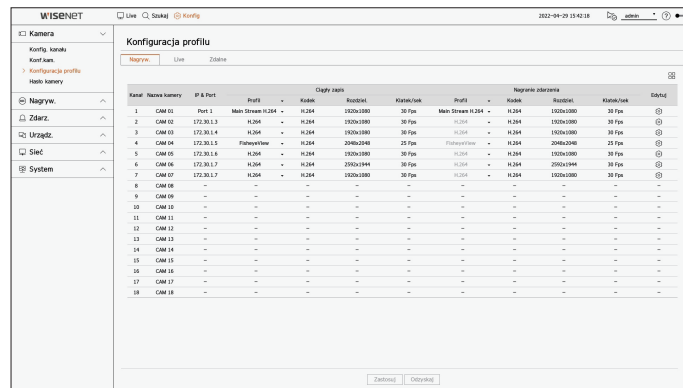 WISENET Live Szukaj Konfig 2022-04-29 15:42:18 admin
Kamera
Konfig. kanału
Konf.kam.
Konfiguracja profilu
Hasło kamery
Nagryw.
Zdarz.
Urządz.
Sieć
System
Konfiguracja profilu
Nagryw. Live Zdalne
Kanał Nazwa kamery IP & Port Ciągły zapis Nagranie zdarzenia Edytuj
Profil Kodek Rozdziel. Klatek/sek Profil Kodek Rozdziel. Klatek/sek
1 CAM 01 Port 1 Main Stream H.264 H.264 1920x1080 30 Fps Main Stream H.264 H.264 1920x1080 30 Fps
2 CAM 02 172.30.1.3 H.264 H.264 1920x1080 30 Fps H.264 H.264 1920x1080 30 Fps
3 CAM 03 172.30.1.4 H.264 H.264 1920x1080 30 Fps H.264 H.264 1920x1080 30 Fps
4 CAM 04 172.30.1.5 FisheyeView H.264 2048x2048 25 Fps FisheyeView H.264 2048x2048 25 Fps
5 CAM 05 172.30.1.6 H.264 H.264 1920x1080 30 Fps H.264 H.264 1920x1080 30 Fps
6 CAM 06 172.30.1.7 H.264 H.264 2592x1944 30 Fps H.264 H.264 2592x1944 30 Fps
7 CAM 07 172.30.1.7 H.264 H.264 1920x1080 30 Fps H.264 H.264 1920x1080 30 Fps
8 CAM 08 – – – – – – – – – –
9 CAM 09 – – – – – – – – – –
10 CAM 10 – – – – – – – – – –
11 CAM 11 – – – – – – – – – –
12 CAM 12 – – – – – – – – – –
13 CAM 13 – – – – – – – – – –
14 CAM 14 – – – – – – – – – –
15 CAM 15 – – – – – – – – – –
16 CAM 16 – – – – – – – – – –
17 CAM 17 – – – – – – – – – –
18 CAM 18 – – – – – – – – – –
Zastosuj Odzyskaj